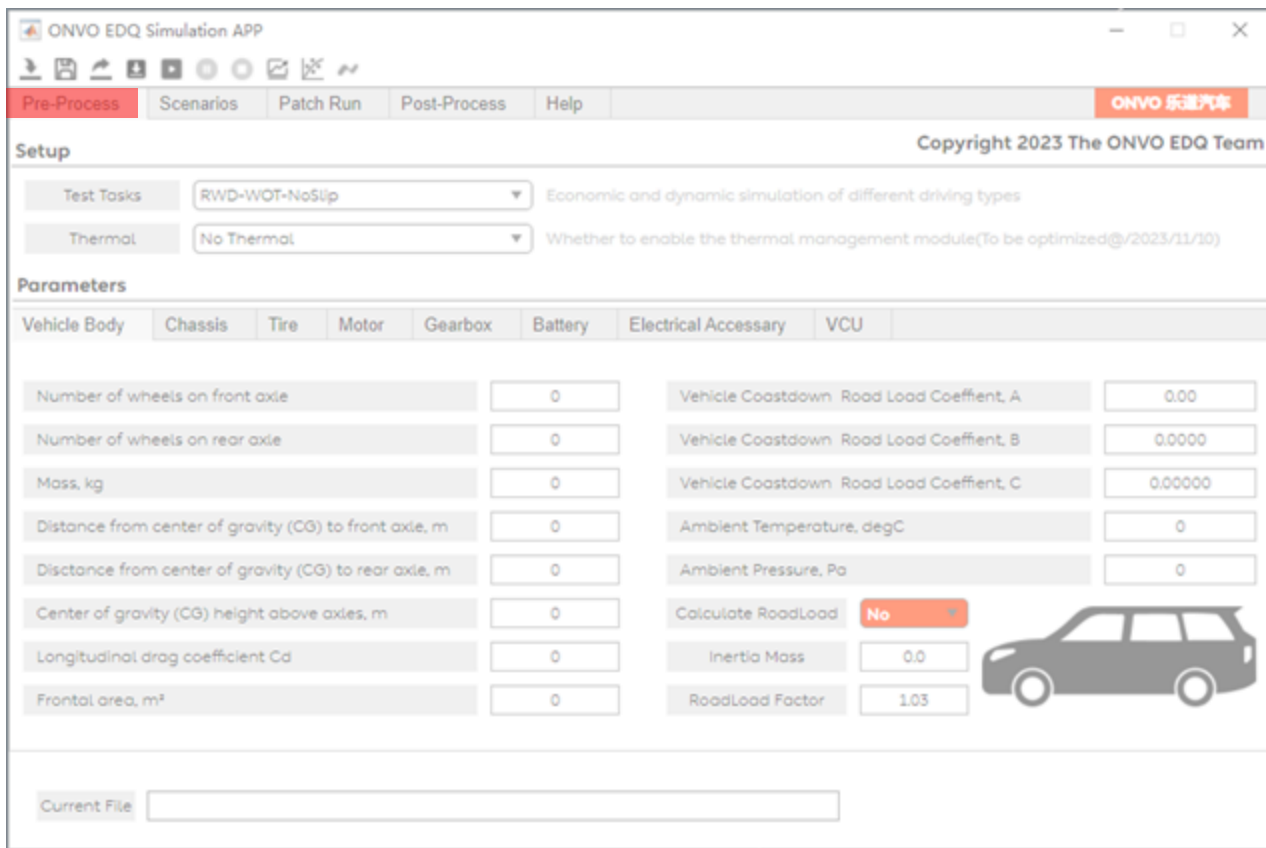 ONVO EDQ Simulation APP
Pre-Process Scenarios Patch Run Post-Process Help ONVO 乐道汽车
Copyright 2023 The ONVO EDQ Team
Setup
Test Tasks RWD-WOT-NoSlip Economic and dynamic simulation of different driving types
Thermal No Thermal Whether to enable the thermal management module(To be optimized@/2023/11/10)
Parameters
Vehicle Body Chassis Tire Motor Gearbox Battery Electrical Accessary VCU
Number of wheels on front axle 0 Vehicle Coastdown Road Load Coeffient, A 0.00
Number of wheels on rear axle 0 Vehicle Coastdown Road Load Coeffient, B 0.0000
Mass, kg 0 Vehicle Coastdown Road Load Coeffient, C 0.00000
Distance from center of gravity (CG) to front axle, m 0 Ambient Temperature, degC 0
Disctance from center of gravity (CG) to rear axle, m 0 Ambient Pressure, Pa 0
Center of gravity (CG) height above axles, m 0 Calculate RoadLoad No
Longitudinal drag coefficient Cd 0 Inertia Mass 0.0
Frontal area, m² 0 RoadLoad Factor 1.03
Current File